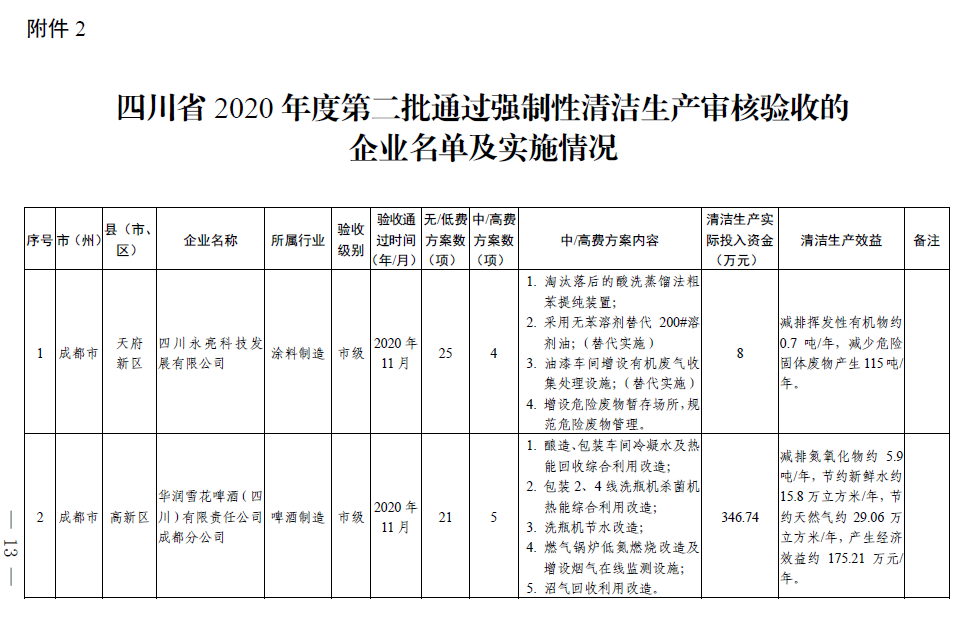 附件 2
四川省 2020 年度第二批通过强制性清洁生产审核验收的
企业名单及实施情况
序号 市（州） 县（市、区） 企业名称 所属行业 验收级别 验收通过时间（年/月） 无/低费方案数（项） 中/高费方案数（项） 中/高费方案内容 清洁生产实际投入资金（万元） 清洁生产效益 备注
1
成都市
天府
新区
四川永亮科技发
展有限公司
涂料制造
市级
2020 年
11 月
25
4
1. 淘汰落后的酸洗蒸馏法粗
苯提纯装置；
2. 采用无苯溶剂替代 200#溶
剂油；（替代实施）
3. 油漆车间增设有机废气收
集处理设施；（替代实施）
4. 增设危险废物暂存场所，规
范危险废物管理。
8
减排挥发性有机物约
0.7 吨/年，减少危险
固体废物产生 115 吨/
年。
2
成都市
高新区
华润雪花啤酒（四
川）有限责任公司
成都分公司
啤酒制造
市级
2020 年
11 月
21
5
1. 酿造、包装车间冷凝水及热
能回收综合利用改造；
2. 包装 2、4 线洗瓶机杀菌机
热能综合利用改造；
3. 洗瓶机节水改造；
4. 燃气锅炉低氮燃烧改造及
增设烟气在线监测设施；
5. 沼气回收利用改造。
346.74
减排氮氧化物约 5.9
吨/年，节约新鲜水约
15.8 万立方米/年，节
约天然气约 29.06 万
立方米/年，产生经济
效益约 175.21 万元/
年。
— 13 —